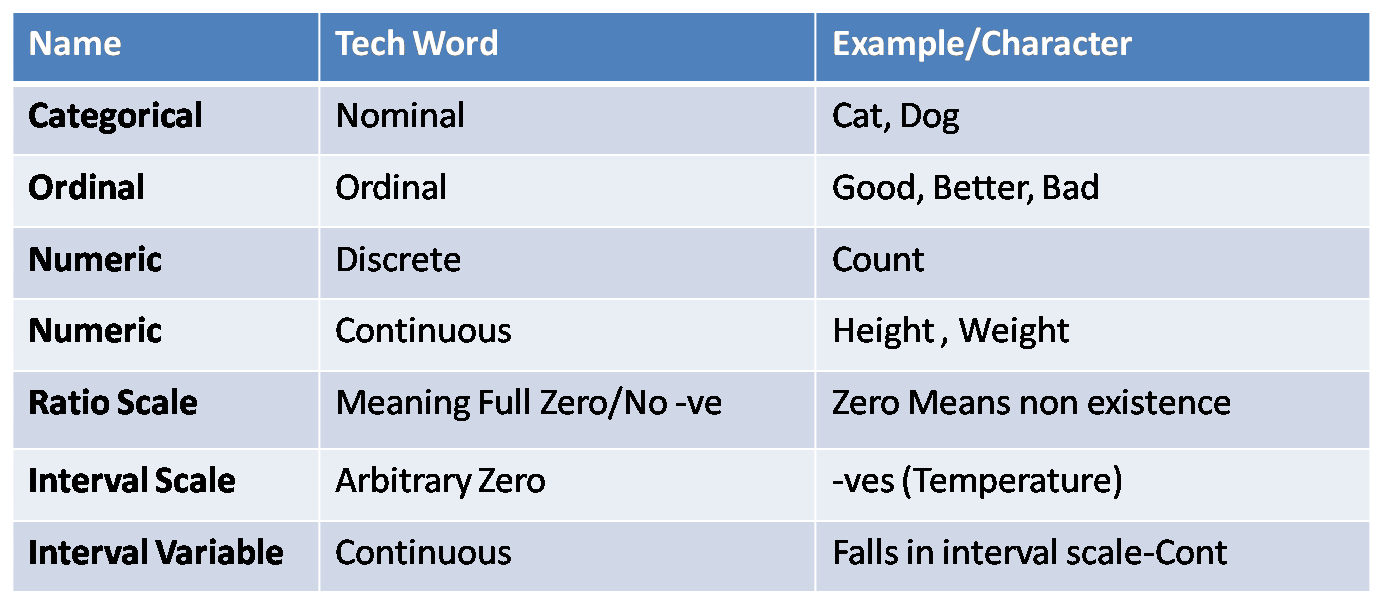 Name Tech Word Example/Character
Categorical Nominal Cat, Dog
Ordinal Ordinal Good, Better, Bad
Numeric Discrete Count
Numeric Continuous Height , Weight
Ratio Scale Meaning Full Zero/No -ve Zero Means non existence
Interval Scale Arbitrary Zero -ves (Temperature)
Interval Variable Continuous Falls in interval scale-Cont